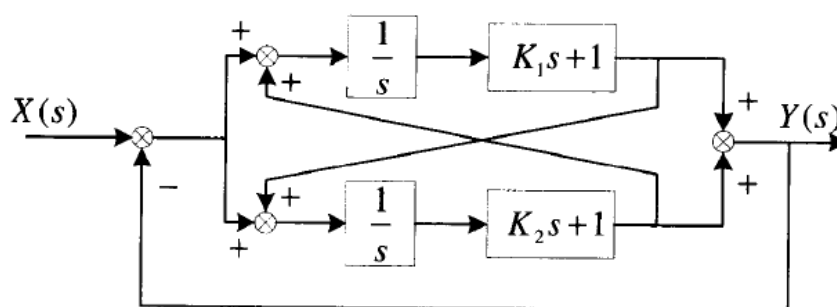 X(s)
+
+
1/s
K₁s+1
+
Y(s)
−
+
+
1/s
K₂s+1
+